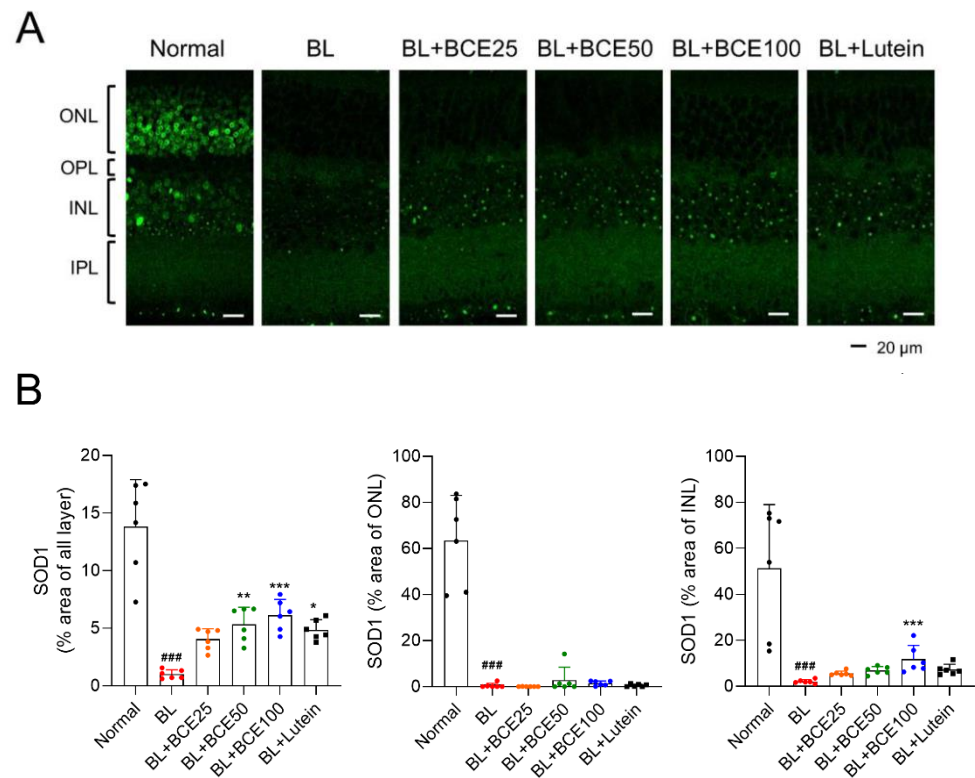 A
Normal BL BL+BCE25 BL+BCE50 BL+BCE100 BL+Lutein
ONL
OPL
INL
IPL
20 µm
B
SOD1
(% area of all layer)
20
15
10
5
0
###
**
***
*
Normal
BL
BL+BCE25
BL+BCE50
BL+BCE100
BL+Lutein
SOD1 (% area of ONL)
100
80
60
40
20
0
###
Normal
BL
BL+BCE25
BL+BCE50
BL+BCE100
BL+Lutein
SOD1 (% area of INL)
100
80
60
40
20
0
###
***
Normal
BL
BL+BCE25
BL+BCE50
BL+BCE100
BL+Lutein